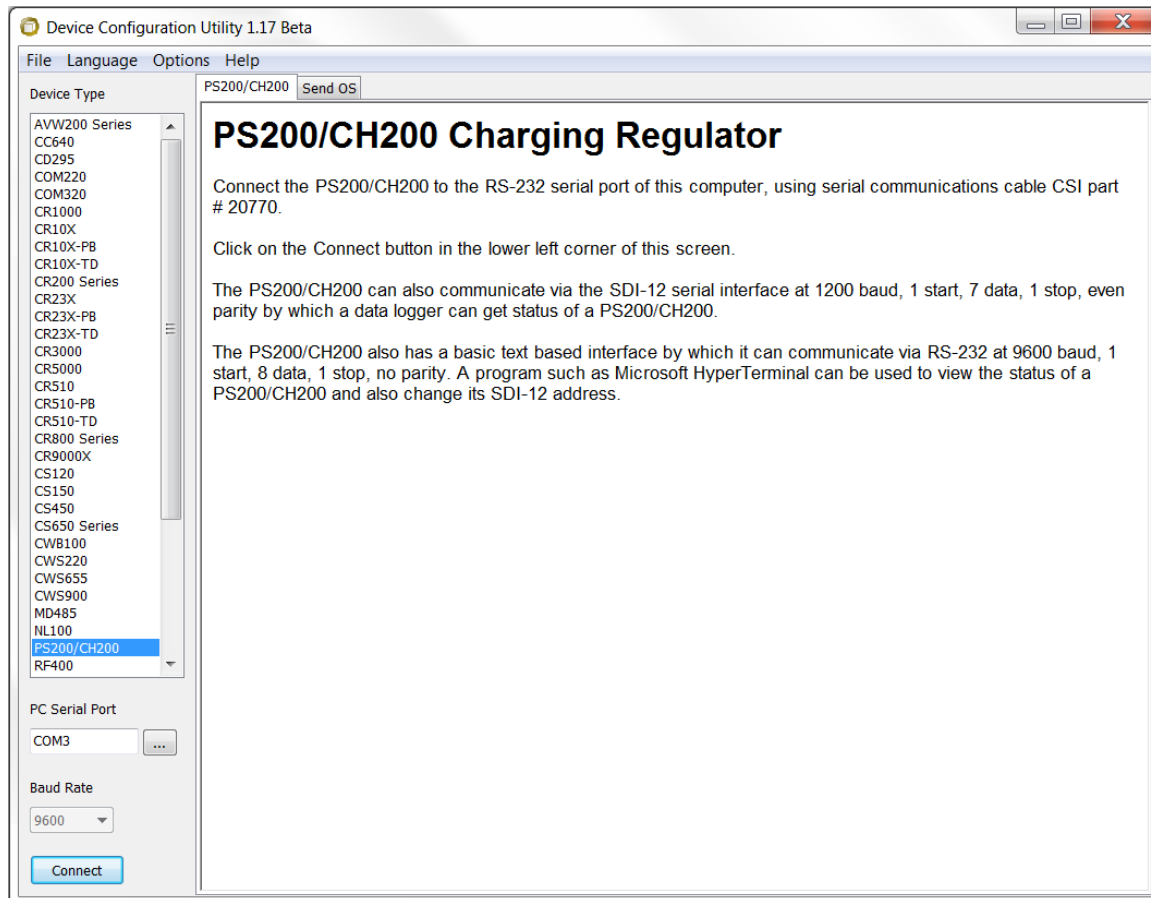 Device Configuration Utility 1.17 Beta
File Language Options Help
Device Type
AVW200 Series
CC640
CD295
COM220
COM320
CR1000
CR10X
CR10X-PB
CR10X-TD
CR200 Series
CR23X
CR23X-PB
CR23X-TD
CR3000
CR5000
CR510
CR510-PB
CR510-TD
CR800 Series
CR9000X
CS120
CS150
CS450
CS650 Series
CWB100
CWS220
CWS655
CWS900
MD485
NL100
PS200/CH200
RF400
PC Serial Port
COM3
...
Baud Rate
9600
Connect
PS200/CH200 Send OS
PS200/CH200 Charging Regulator
Connect the PS200/CH200 to the RS-232 serial port of this computer, using serial communications cable CSI part
# 20770.
Click on the Connect button in the lower left corner of this screen.
The PS200/CH200 can also communicate via the SDI-12 serial interface at 1200 baud, 1 start, 7 data, 1 stop, even
parity by which a data logger can get status of a PS200/CH200.
The PS200/CH200 also has a basic text based interface by which it can communicate via RS-232 at 9600 baud, 1
start, 8 data, 1 stop, no parity. A program such as Microsoft HyperTerminal can be used to view the status of a
PS200/CH200 and also change its SDI-12 address.